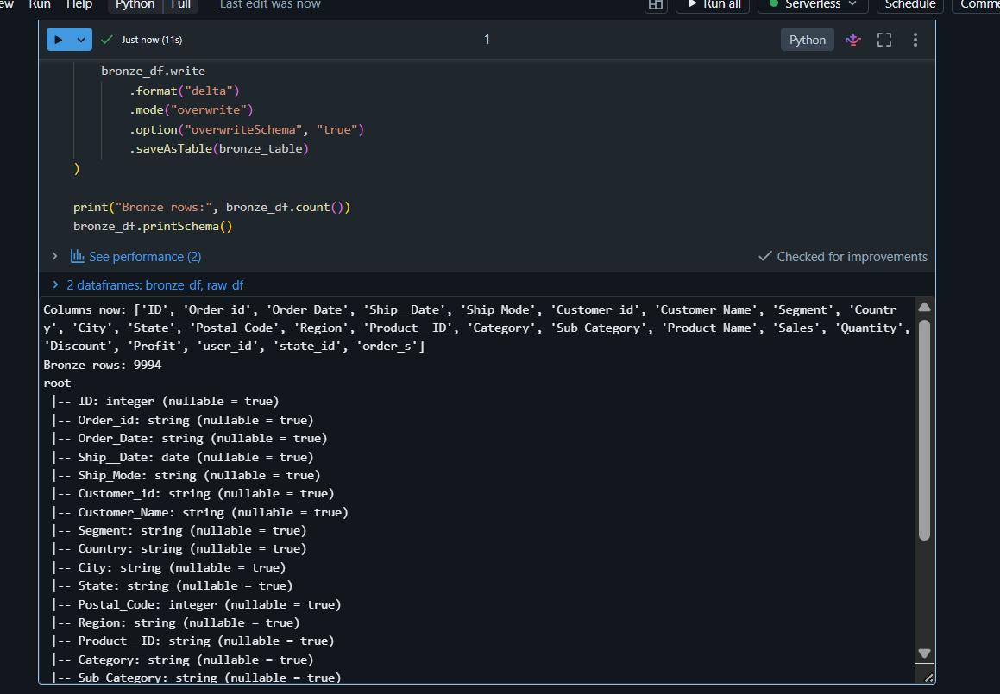 ew Run Help Python Full Last edit was now Run all Serverless Schedule Comme
Just now (11s) 1 Python
bronze_df.write
.format("delta")
.mode("overwrite")
.option("overwriteSchema", "true")
.saveAsTable(bronze_table)
)
print("Bronze rows:", bronze_df.count())
bronze_df.printSchema()
See performance (2) Checked for improvements
2 dataframes: bronze_df, raw_df
Columns now: ['ID', 'Order_id', 'Order_Date', 'Ship__Date', 'Ship_Mode', 'Customer_id', 'Customer_Name', 'Segment', 'Countr
y', 'City', 'State', 'Postal_Code', 'Region', 'Product__ID', 'Category', 'Sub_Category', 'Product_Name', 'Sales', 'Quantity',
'Discount', 'Profit', 'user_id', 'state_id', 'order_s']
Bronze rows: 9994
root
|-- ID: integer (nullable = true)
|-- Order_id: string (nullable = true)
|-- Order_Date: string (nullable = true)
|-- Ship__Date: date (nullable = true)
|-- Ship_Mode: string (nullable = true)
|-- Customer_id: string (nullable = true)
|-- Customer_Name: string (nullable = true)
|-- Segment: string (nullable = true)
|-- Country: string (nullable = true)
|-- City: string (nullable = true)
|-- State: string (nullable = true)
|-- Postal_Code: integer (nullable = true)
|-- Region: string (nullable = true)
|-- Product__ID: string (nullable = true)
|-- Category: string (nullable = true)
|-- Sub_Category: string (nullable = true)